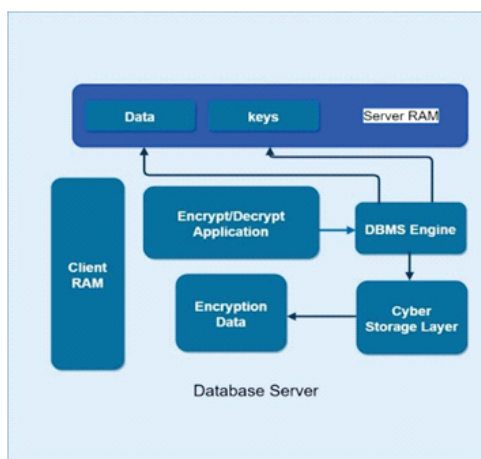 Data
keys
Server RAM
Encrypt/Decrypt
Application
DBMS Engine
Client
RAM
Encryption
Data
Cyber
Storage Layer
Database Server